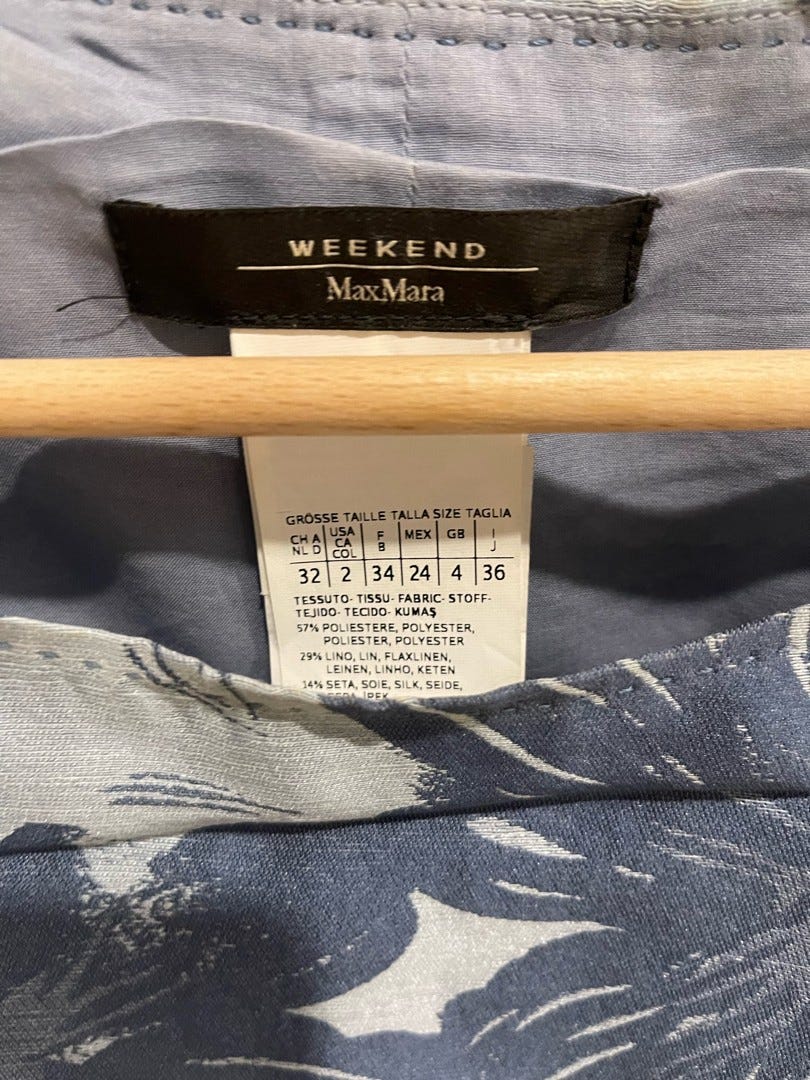 WEEKEND
MaxMara
GRÖSSE TAILLE TALLA SIZE TAGLIA
CH A NL D USA CA COL F B MEX GB I J
32 2 34 24 4 36
TESSUTO- TISSU- FABRIC- STOFF-
TEJIDO- TECIDO- KUMAŞ
57% POLIESTERE, POLYESTER,
POLIESTER, POLYESTER
29% LINO, LIN, FLAXLINEN,
LEINEN, LINHO, KETEN
14% SETA, SOIE, SILK, SEIDE,